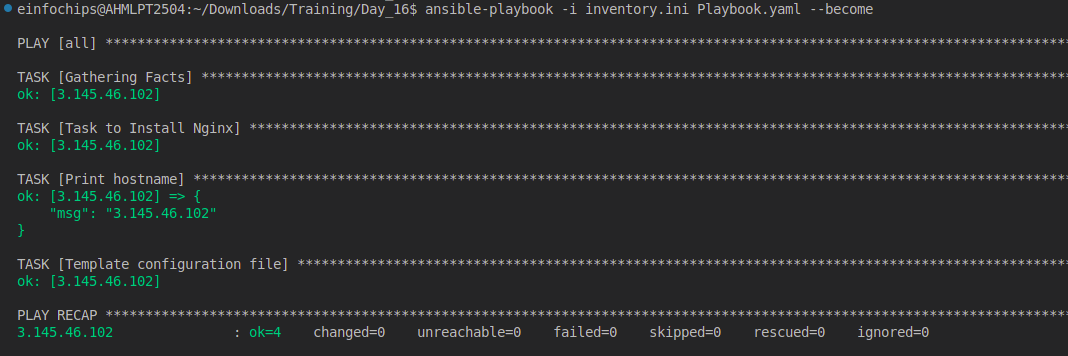 einfochips@AHMLPT2504:~/Downloads/Training/Day_16$ ansible-playbook -i inventory.ini Playbook.yaml --become
PLAY [all] *************************************************************************************************************************
TASK [Gathering Facts] *************************************************************************************************************
ok: [3.145.46.102]
TASK [Task to Install Nginx] *******************************************************************************************************
ok: [3.145.46.102]
TASK [Print hostname] **************************************************************************************************************
ok: [3.145.46.102] => {
    "msg": "3.145.46.102"
}
TASK [Template configuration file] *************************************************************************************************
ok: [3.145.46.102]
PLAY RECAP *************************************************************************************************************************
3.145.46.102               : ok=4    changed=0    unreachable=0    failed=0    skipped=0    rescued=0    ignored=0